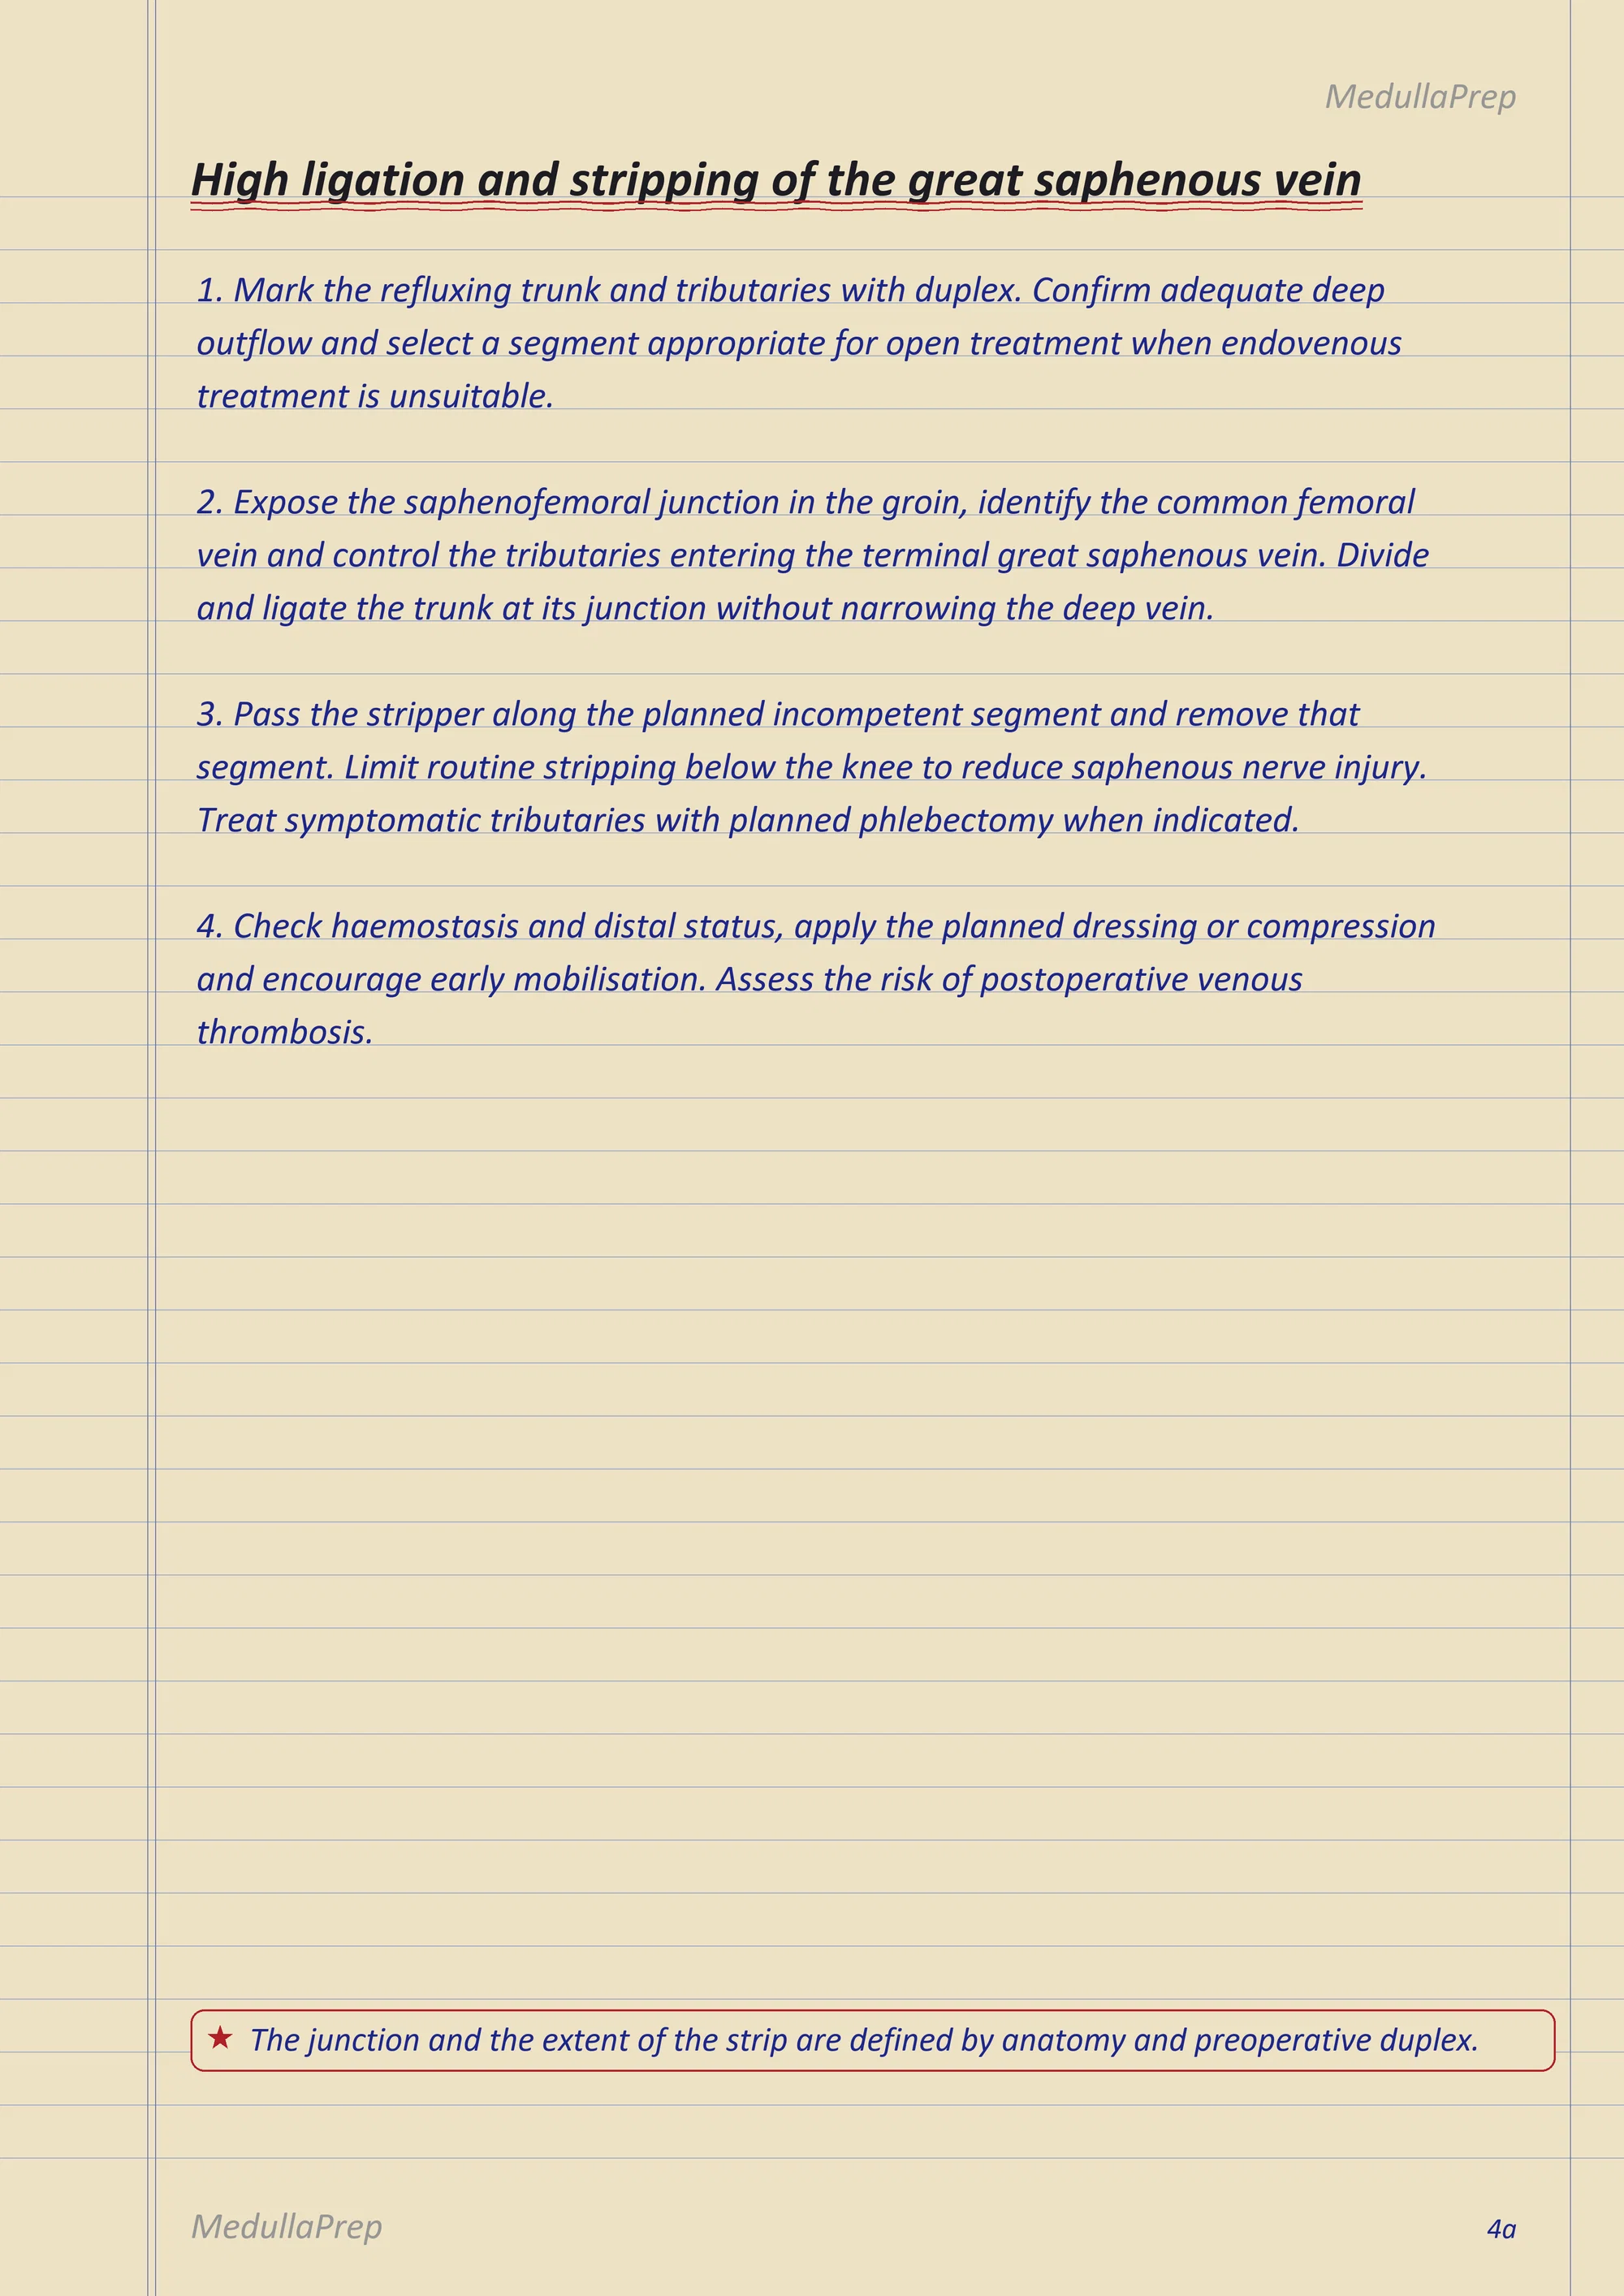 MedullaPrep
High ligation and stripping of the great saphenous vein
1. Mark the refluxing trunk and tributaries with duplex. Confirm adequate deep
outflow and select a segment appropriate for open treatment when endovenous
treatment is unsuitable.
2. Expose the saphenofemoral junction in the groin, identify the common femoral
vein and control the tributaries entering the terminal great saphenous vein. Divide
and ligate the trunk at its junction without narrowing the deep vein.
3. Pass the stripper along the planned incompetent segment and remove that
segment. Limit routine stripping below the knee to reduce saphenous nerve injury.
Treat symptomatic tributaries with planned phlebectomy when indicated.
4. Check haemostasis and distal status, apply the planned dressing or compression
and encourage early mobilisation. Assess the risk of postoperative venous
thrombosis.
★ The junction and the extent of the strip are defined by anatomy and preoperative duplex.
MedullaPrep
4a